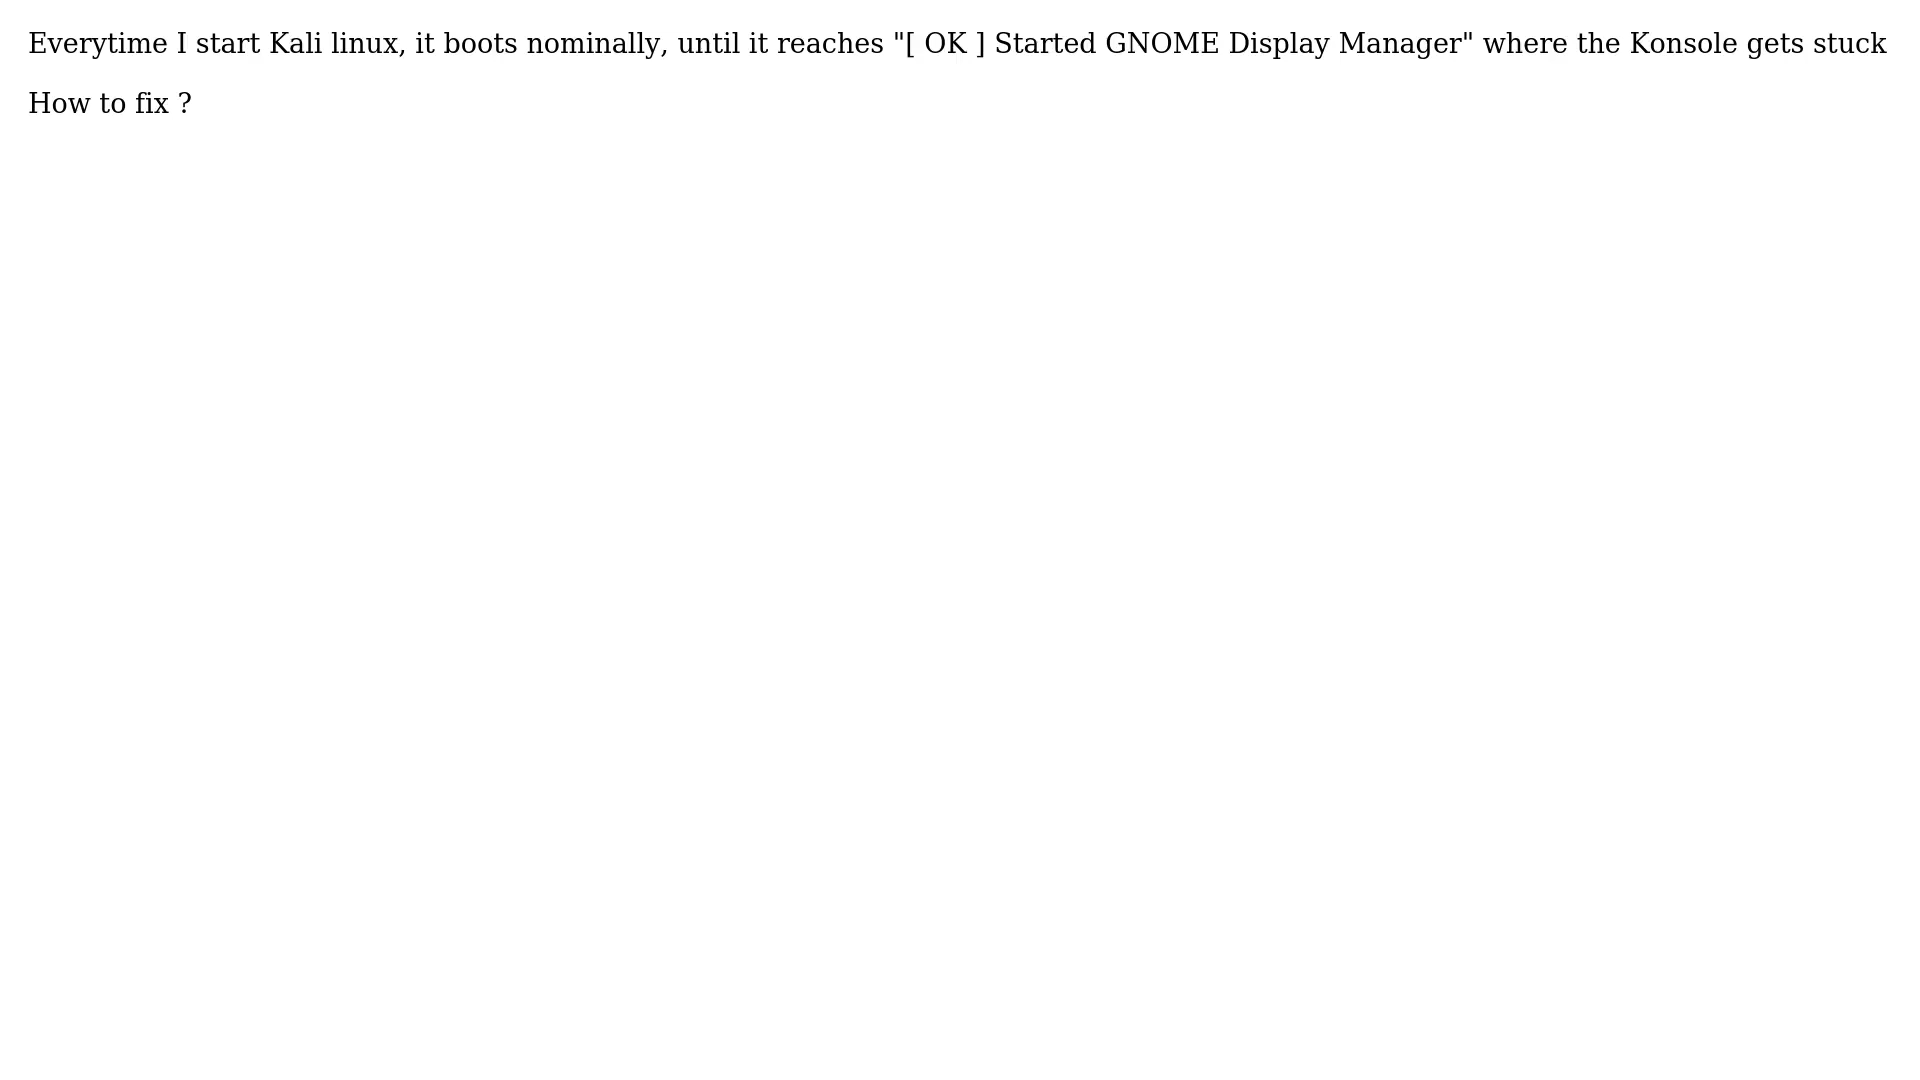 Everytime I start Kali linux, it boots nominally, until it reaches "[ OK ] Started GNOME Display Manager" where the Konsole gets stuck
How to fix ?